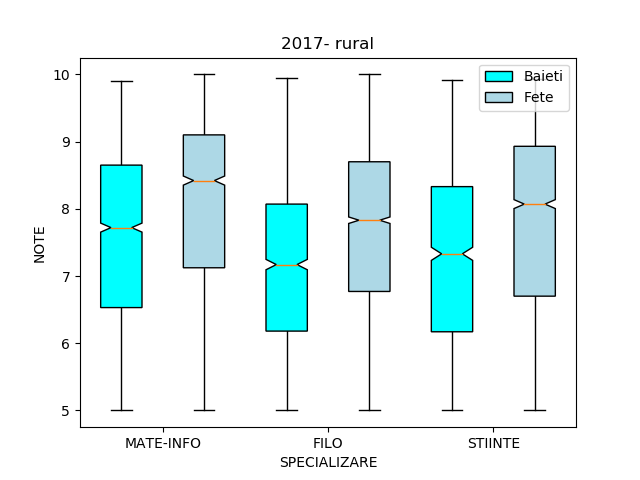 2017- rural
Baieti
Fete
10
9
8
7
6
5
NOTE
MATE-INFO
FILO
STIINTE
SPECIALIZARE